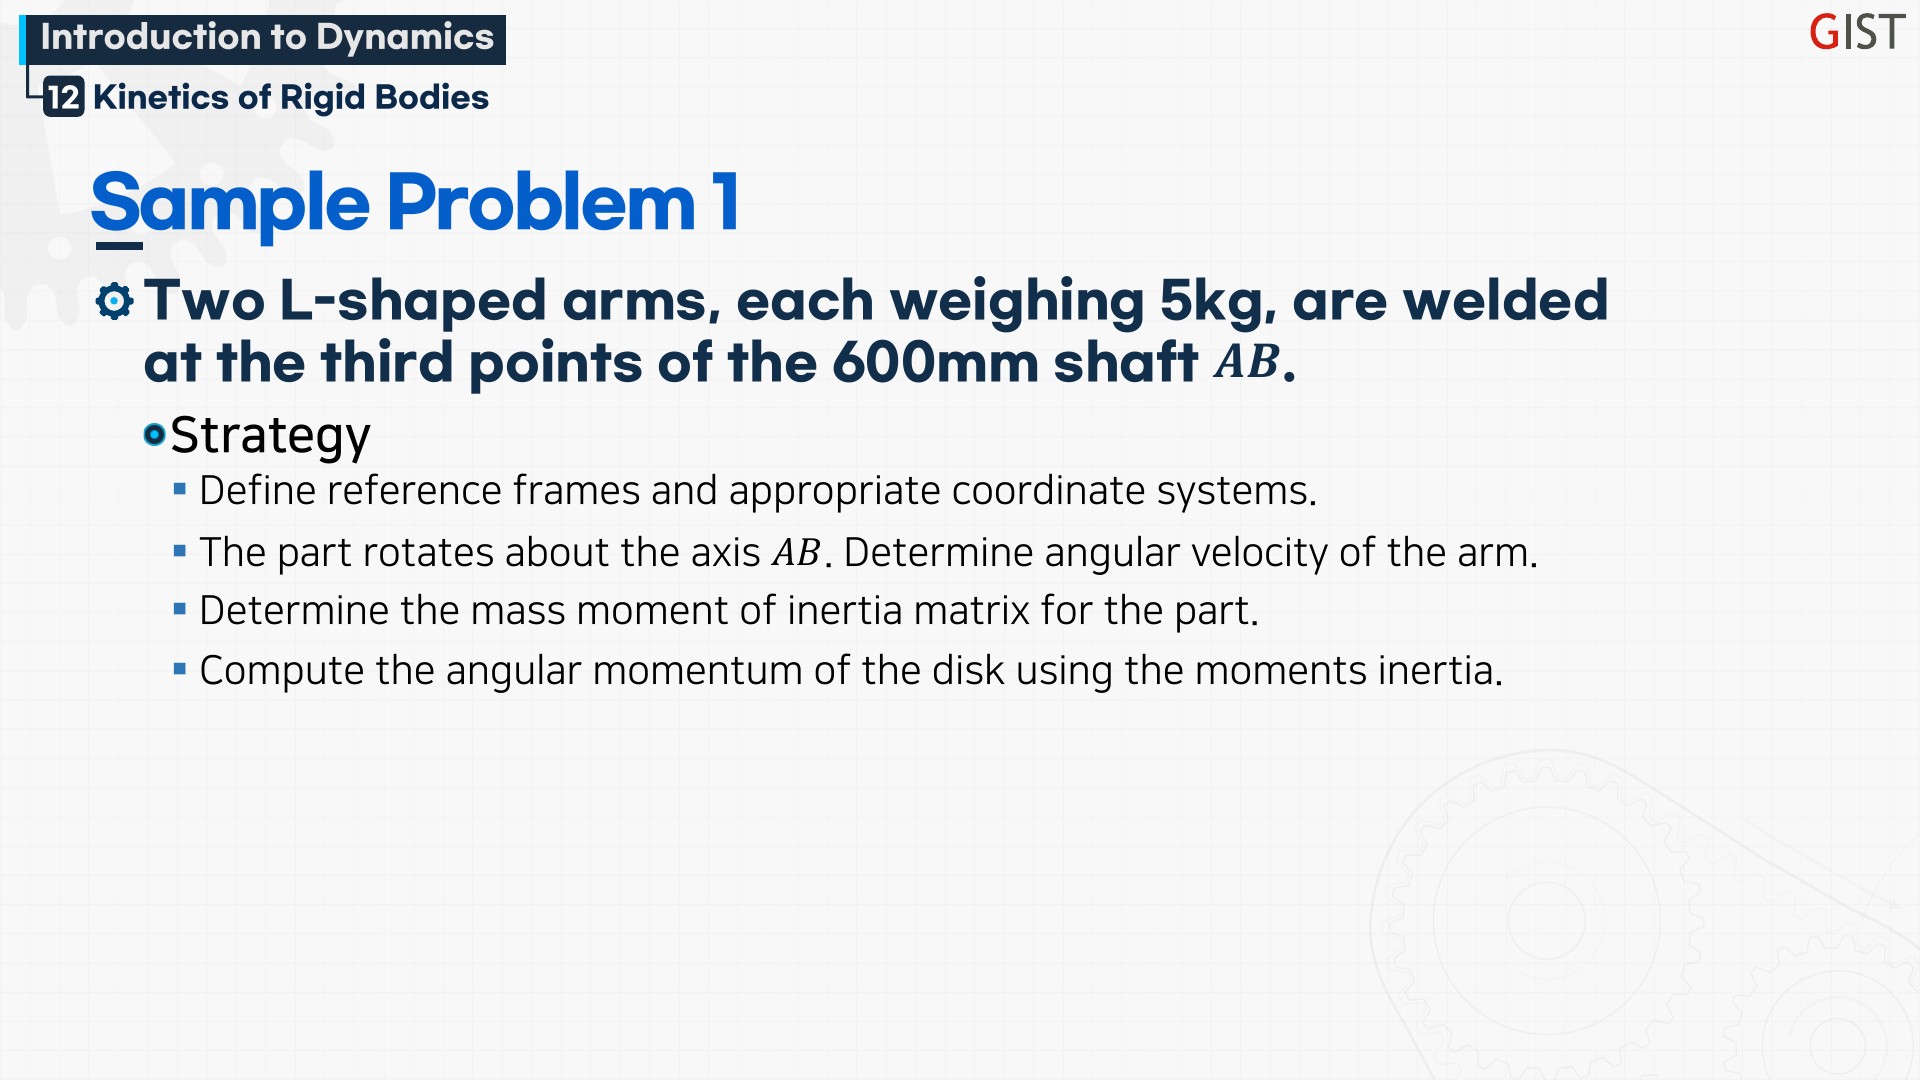 Introduction to Dynamics
GIST
12 Kinetics of Rigid Bodies
Sample Problem 1
Two L-shaped arms, each weighing 5kg, are welded
at the third points of the 600mm shaft AB.
Strategy
Define reference frames and appropriate coordinate systems.
The part rotates about the axis AB. Determine angular velocity of the arm.
Determine the mass moment of inertia matrix for the part.
Compute the angular momentum of the disk using the moments inertia.